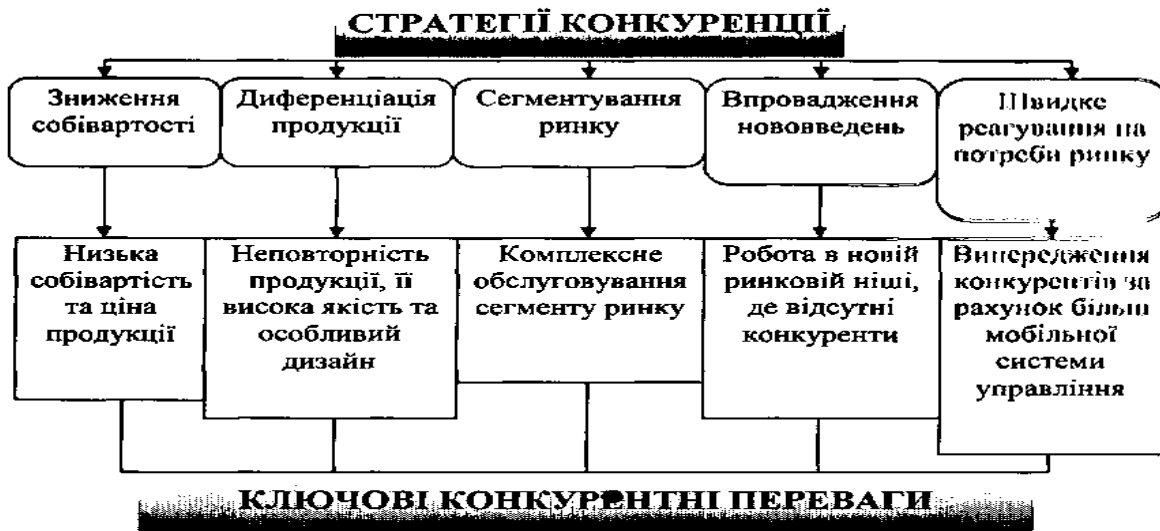 СТРАТЕГІЇ КОНКУРЕНЦІЇ
Зниження
собівартості
Диференціація
продукції
Сегментування
ринку
Впровадження
нововведень
Швидке
реагування на
потреби ринку
Низька
собівартість
та ціна
продукції
Неповторність
продукції, її
висока якість та
особливий
дизайн
Комплексне
обслуговування
сегменту ринку
Робота в новій
ринковій ніші,
де відсутні
конкуренти
Випередження
конкурентів за
рахунок більш
мобільної
системи
управління
КЛЮЧОВІ КОНКУРЕНТНІ ПЕРЕВАГИ